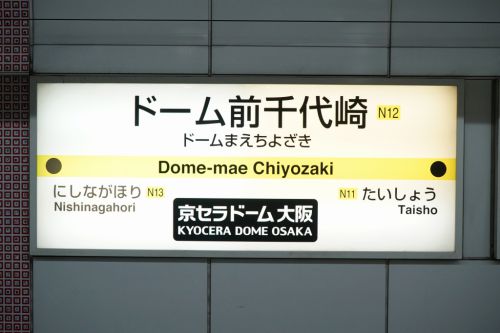 ドーム前千代崎 N12
ドームまえちよざき
Dome-mae Chiyozaki
にしながほり N13 N11 たいしょう
Nishinagahori Taisho
京セラドーム大阪
KYOCERA DOME OSAKA